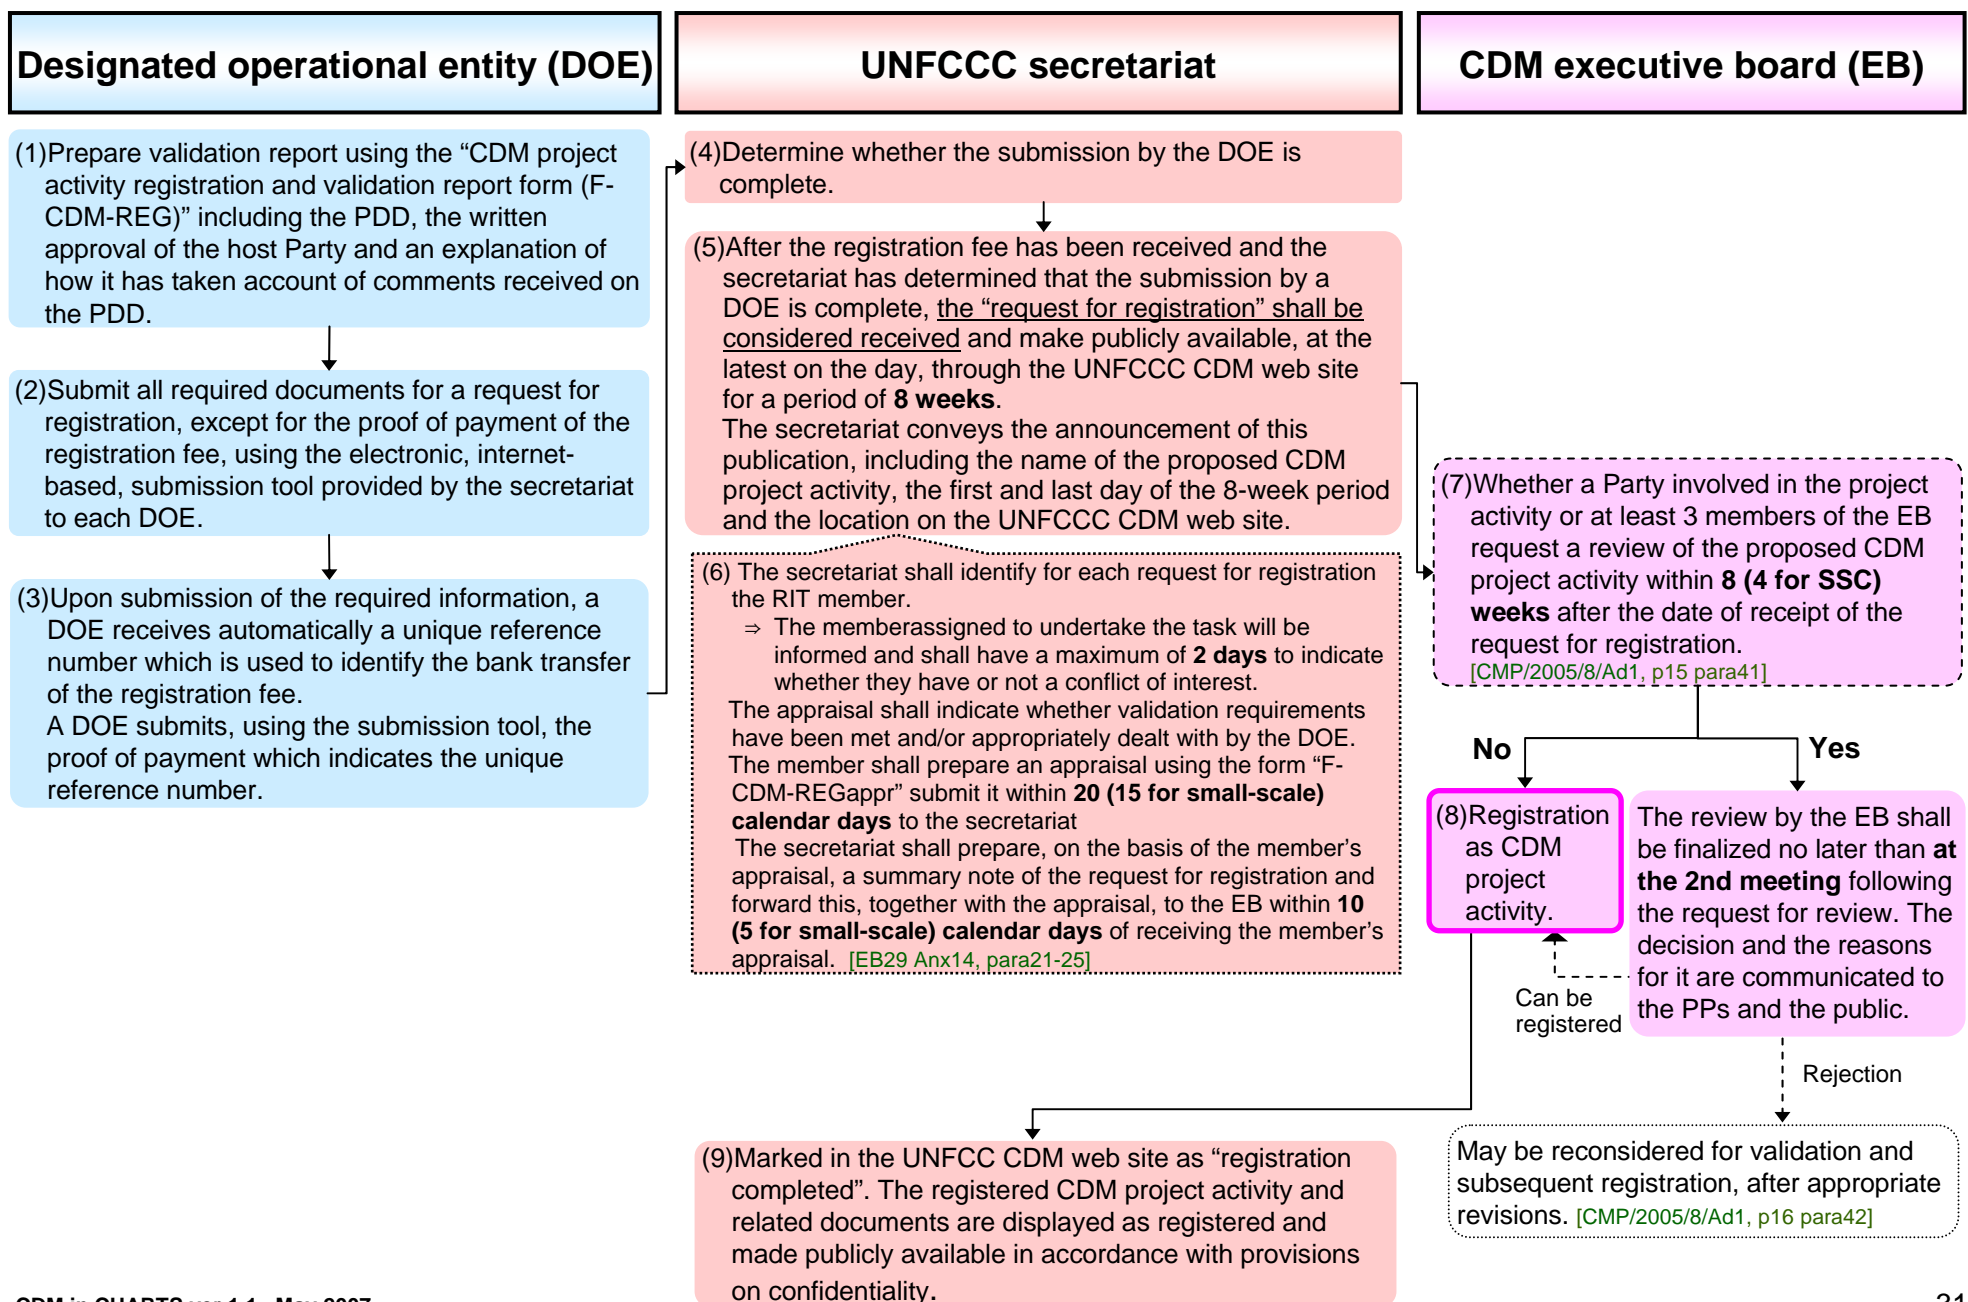 Designated operational entity (DOE)
UNFCCC secretariat
CDM executive board (EB)
(1)Prepare validation report using the “CDM project
activity registration and validation report form (F-
CDM-REG)” including the PDD, the written
approval of the host Party and an explanation of
how it has taken account of comments received on
the PDD.
(2)Submit all required documents for a request for
registration, except for the proof of payment of the
registration fee, using the electronic, internet-
based, submission tool provided by the secretariat
to each DOE.
(3)Upon submission of the required information, a
DOE receives automatically a unique reference
number which is used to identify the bank transfer
of the registration fee.
A DOE submits, using the submission tool, the
proof of payment which indicates the unique
reference number.
(4)Determine whether the submission by the DOE is
complete.
(5)After the registration fee has been received and the
secretariat has determined that the submission by a
DOE is complete, the “request for registration” shall be
considered received and make publicly available, at the
latest on the day, through the UNFCCC CDM web site
for a period of 8 weeks.
The secretariat conveys the announcement of this
publication, including the name of the proposed CDM
project activity, the first and last day of the 8-week period
and the location on the UNFCCC CDM web site.
(6) The secretariat shall identify for each request for registration
the RIT member.
⇒ The memberassigned to undertake the task will be
informed and shall have a maximum of 2 days to indicate
whether they have or not a conflict of interest.
The appraisal shall indicate whether validation requirements
have been met and/or appropriately dealt with by the DOE.
The member shall prepare an appraisal using the form “F-
CDM-REGappr” submit it within 20 (15 for small-scale)
calendar days to the secretariat
The secretariat shall prepare, on the basis of the member’s
appraisal, a summary note of the request for registration and
forward this, together with the appraisal, to the EB within 10
(5 for small-scale) calendar days of receiving the member’s
appraisal. [EB29 Anx14, para21-25]
(7)Whether a Party involved in the project
activity or at least 3 members of the EB
request a review of the proposed CDM
project activity within 8 (4 for SSC)
weeks after the date of receipt of the
request for registration.
[CMP/2005/8/Ad1, p15 para41]
No
Yes
(8)Registration
as CDM
project
activity.
The review by the EB shall
be finalized no later than at
the 2nd meeting following
the request for review. The
decision and the reasons
for it are communicated to
the PPs and the public.
Can be
registered
Rejection
May be reconsidered for validation and
subsequent registration, after appropriate
revisions. [CMP/2005/8/Ad1, p16 para42]
(9)Marked in the UNFCC CDM web site as “registration
completed”. The registered CDM project activity and
related documents are displayed as registered and
made publicly available in accordance with provisions
on confidentiality.